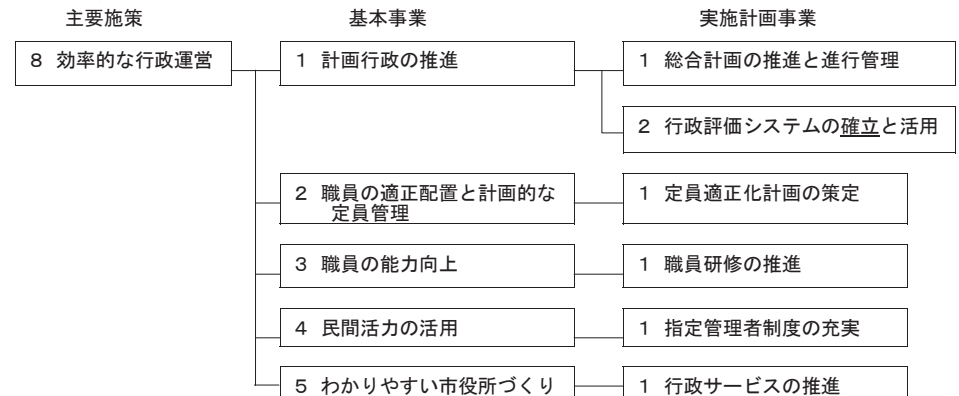 主要施策 基本事業 実施計画事業
8 効率的な行政運営 1 計画行政の推進 1 総合計画の推進と進行管理
2 行政評価システムの確立と活用
2 職員の適正配置と計画的な 1 定員適正化計画の策定
定員管理
3 職員の能力向上 1 職員研修の推進
4 民間活力の活用 1 指定管理者制度の充実
5 わかりやすい市役所づくり 1 行政サービスの推進